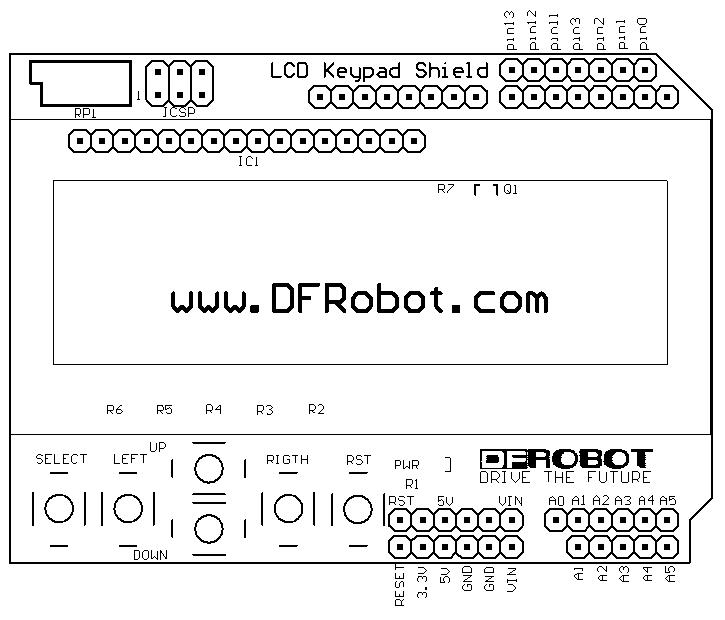 pin13 pin12 pin11 pin3 pin2 pin1 pin0
LCD Keypad Shield
1
RP1
ICSP
IC1
R7 Q1
www.DFRobot.com
R6 R5 R4 R3 R2
UP
SELECT LEFT RIGTH RST PWR
DFROBOT
DRIVE THE FUTURE
R1
RST 5V VIN A0 A1 A2 A3 A4 A5
DOWN
RESET 3.3V 5V GND GND VIN A1 A2 A3 A4 A5